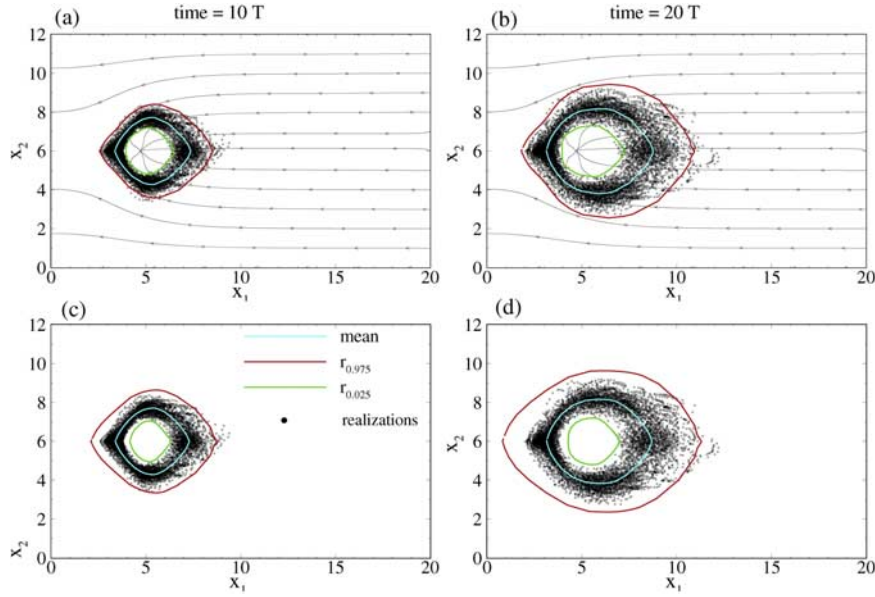 time = 10 T
time = 20 T
(a)
(b)
12
10
8
6
4
2
0
x₂
0 5 10 15 20
x₁
12
10
8
6
4
2
0
x₂
0 5 10 15 20
x₁
(c)
(d)
12
10
8
6
4
2
0
x₂
0 5 10 15 20
x₁
mean
r₀.₉₇₅
r₀.₀₂₅
realizations
12
10
8
6
4
2
0
x₂
0 5 10 15 20
x₁